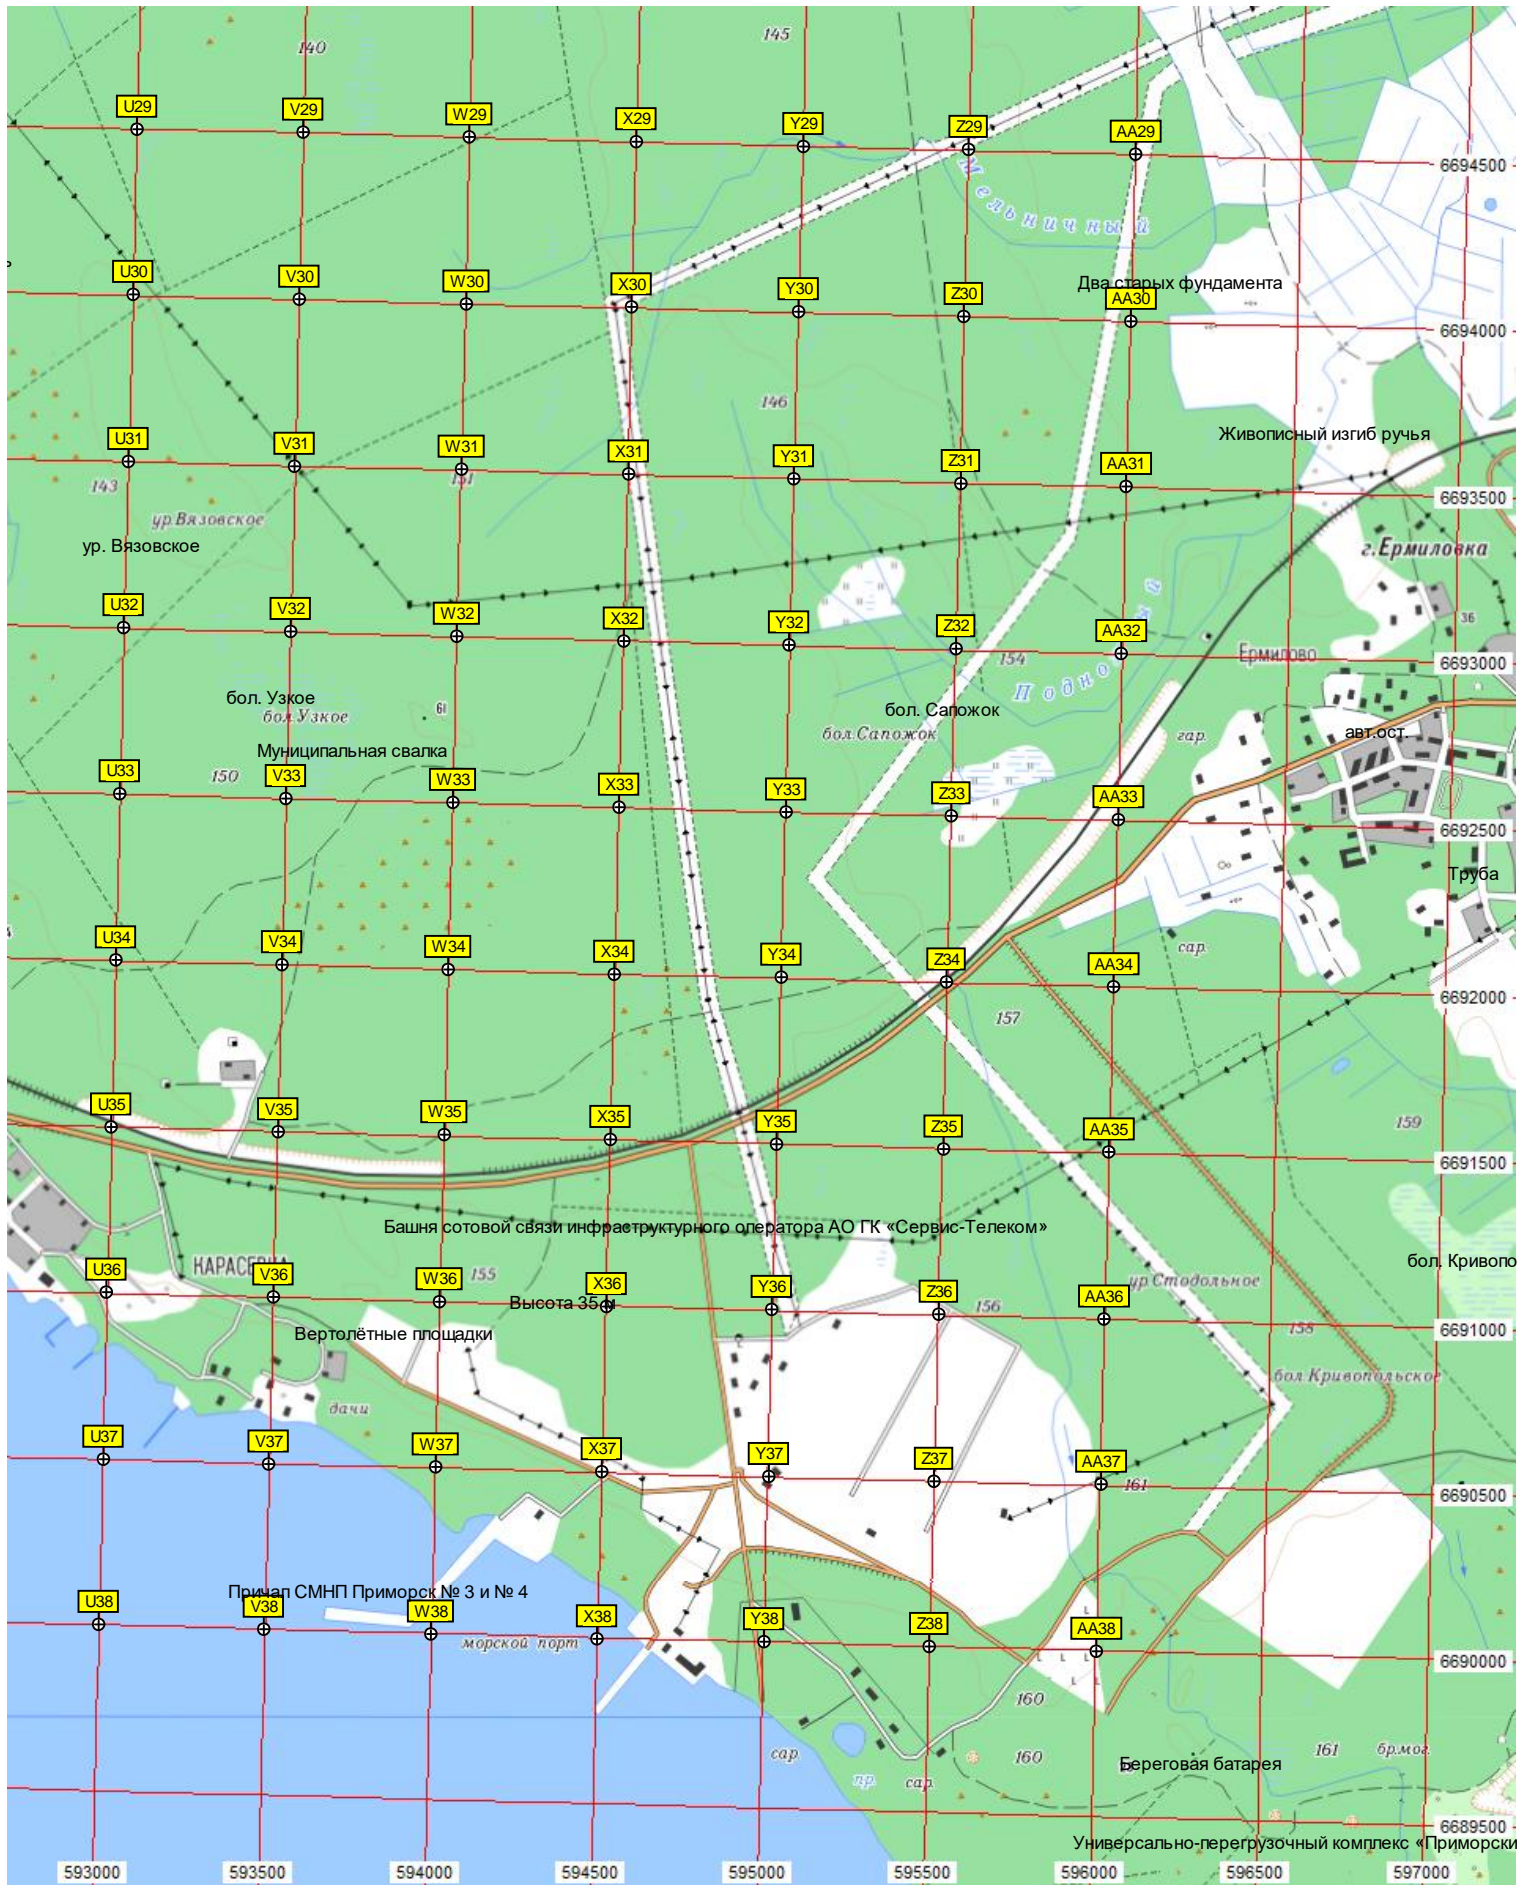 140
145
U29
V29
W29
X29
Y29
Z29
AA29
6694500
Мельничный
U30
V30
W30
X30
Y30
Z30
Два старых фундамента
AA30
6694000
146
U31
V31
W31
X31
Y31
Z31
AA31
Живописный изгиб ручья
143
151
6693500
ур.Вязовское
ур. Вязовское
г.Ермиловка
U32
V32
W32
X32
Y32
Z32
AA32
36
154
Ермилово
6693000
Подно
ки
бол. Узкое
бол.Узкое
61
бол. Сапожок
бол.Сапожок
гар.
авт.ост.
Муниципальная свалка
150
U33
V33
W33
X33
Y33
Z33
AA33
6692500
Труба
U34
V34
W34
X34
Y34
Z34
AA34
сар.
6692000
157
U35
V35
W35
X35
Y35
Z35
AA35
159
6691500
Башня сотовой связи инфраструктурного оператора АО ГК «Сервис-Телеком»
КАРАСЕВКА
155
бол. Кривопо
ур.Стодольное
U36
V36
W36
X36
Y36
Z36
AA36
156
Высота 35 м
158
6691000
Вертолётные площадки
бол.Кривопольское
дачи
U37
V37
W37
X37
Y37
Z37
AA37
161
6690500
Причал СМНП Приморск № 3 и № 4
U38
V38
W38
X38
Y38
Z38
AA38
морской порт
6690000
160
сар
160
161
бр.мог.
Береговая батарея
пр.
сар.
6689500
Универсально-перегрузочный комплекс «Приморски
593000
593500
594000
594500
595000
595500
596000
596500
597000